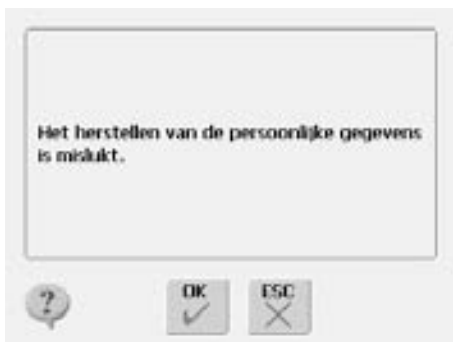 Het herstellen van de persoonlijke gegevens
is mislukt.
?
OK
ESC